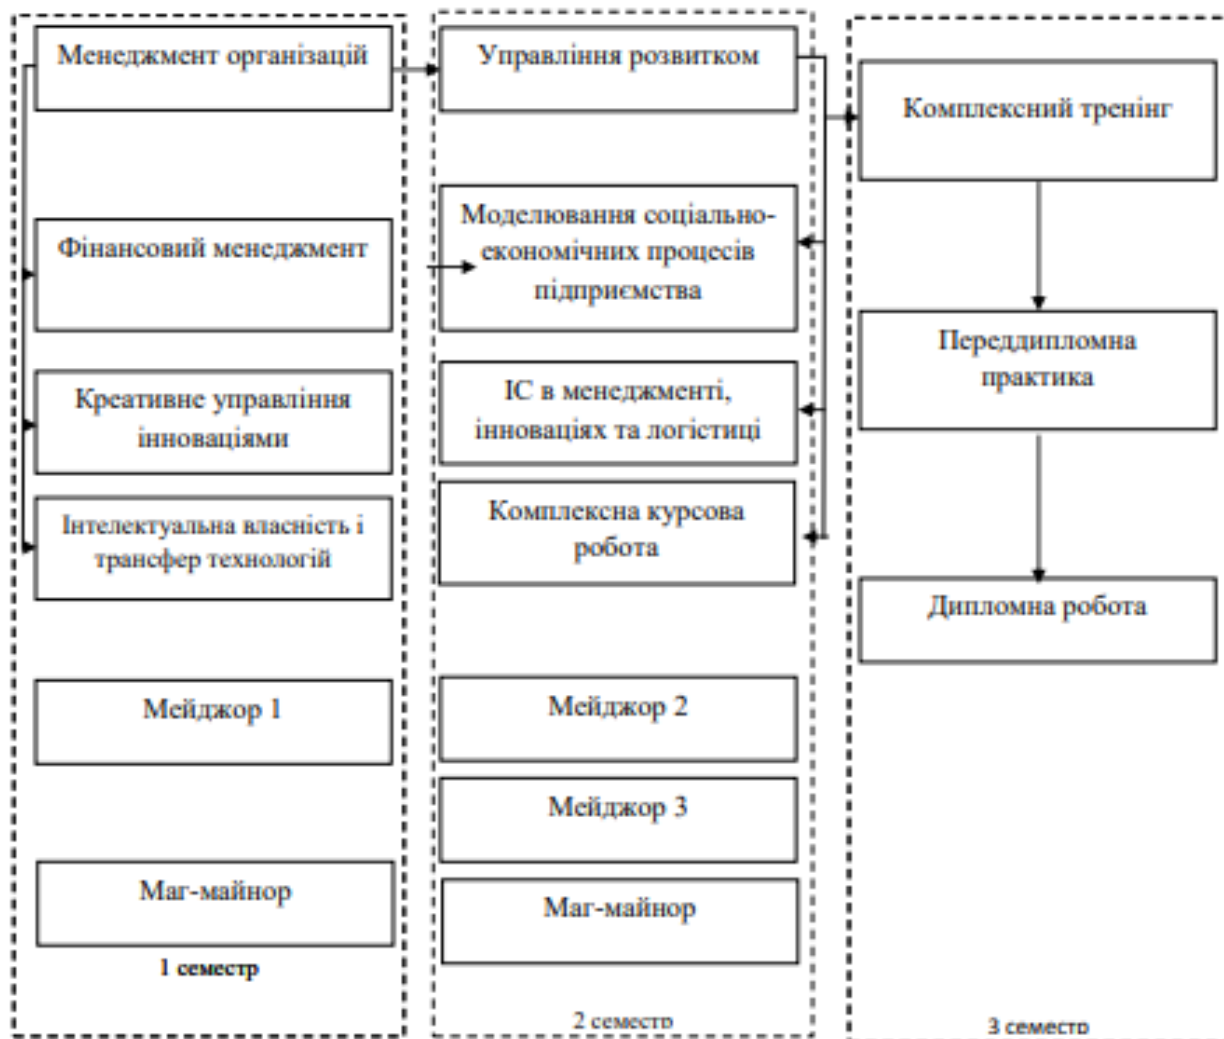 Менеджмент організацій
Фінансовий менеджмент
Креативне управління
інноваціями
Інтелектуальна власність і
трансфер технологій
Мейджор 1
Маг-майнор
1 семестр
Управління розвитком
Моделювання соціально-
економічних процесів
підприємства
ІС в менеджменті,
інноваціях та логістиці
Комплексна курсова
робота
Мейджор 2
Мейджор 3
Маг-майнор
2 семестр
Комплексний тренінг
Переддипломна
практика
Дипломна робота
3 семестр